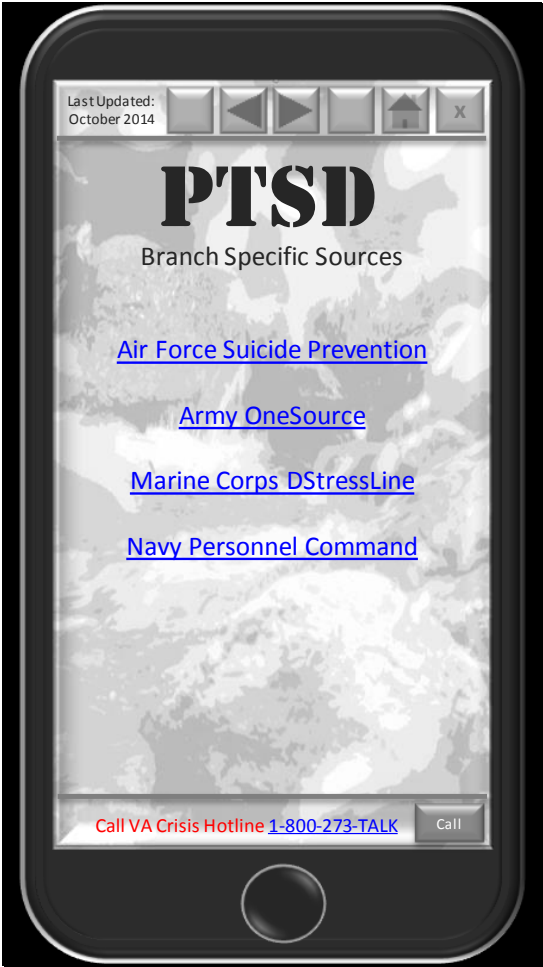 Last Updated:
October 2014
x
PTSD
Branch Specific Sources
Air Force Suicide Prevention
Army OneSource
Marine Corps DStressLine
Navy Personnel Command
Call VA Crisis Hotline 1-800-273-TALK
Call